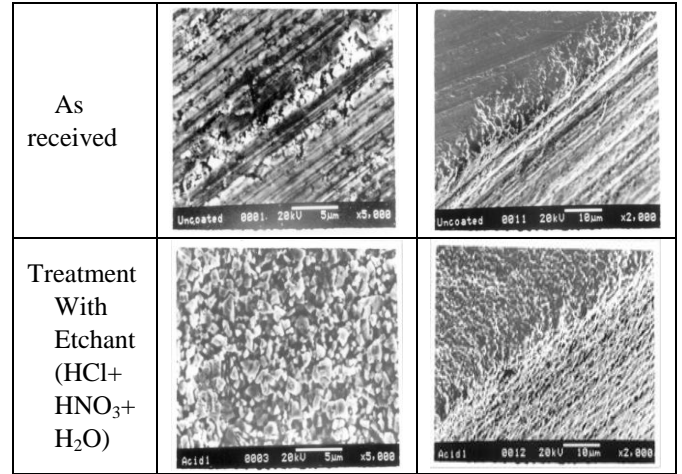 As
received
Uncoated 0001 20kV 5µm x5,000
Uncoated 0011 20kV 10µm x2,000
Treatment
With
Etchant
(HCl+
HNO₃+
H₂O)
Acid1 0003 20kV 5µm x5,000
Acid1 0012 20kV 10µm x2,000